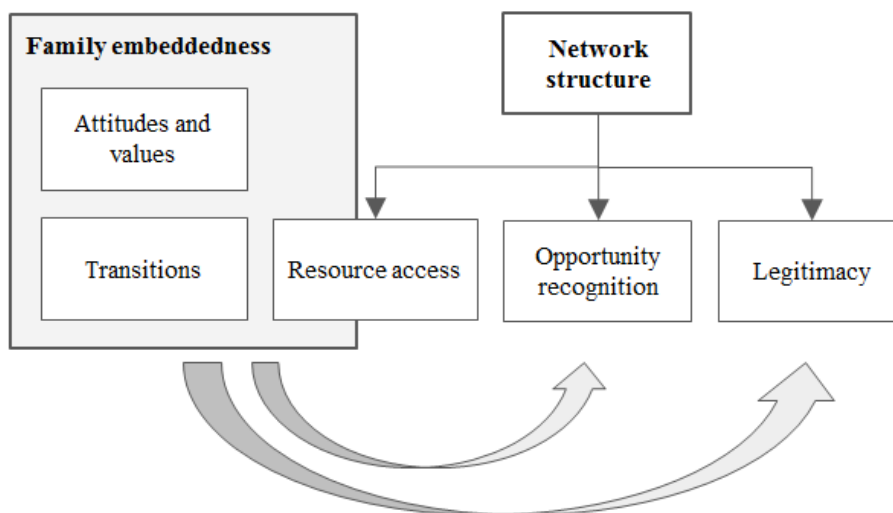 Family embeddedness
Attitudes and
values
Transitions
Network
structure
Resource access
Opportunity
recognition
Legitimacy